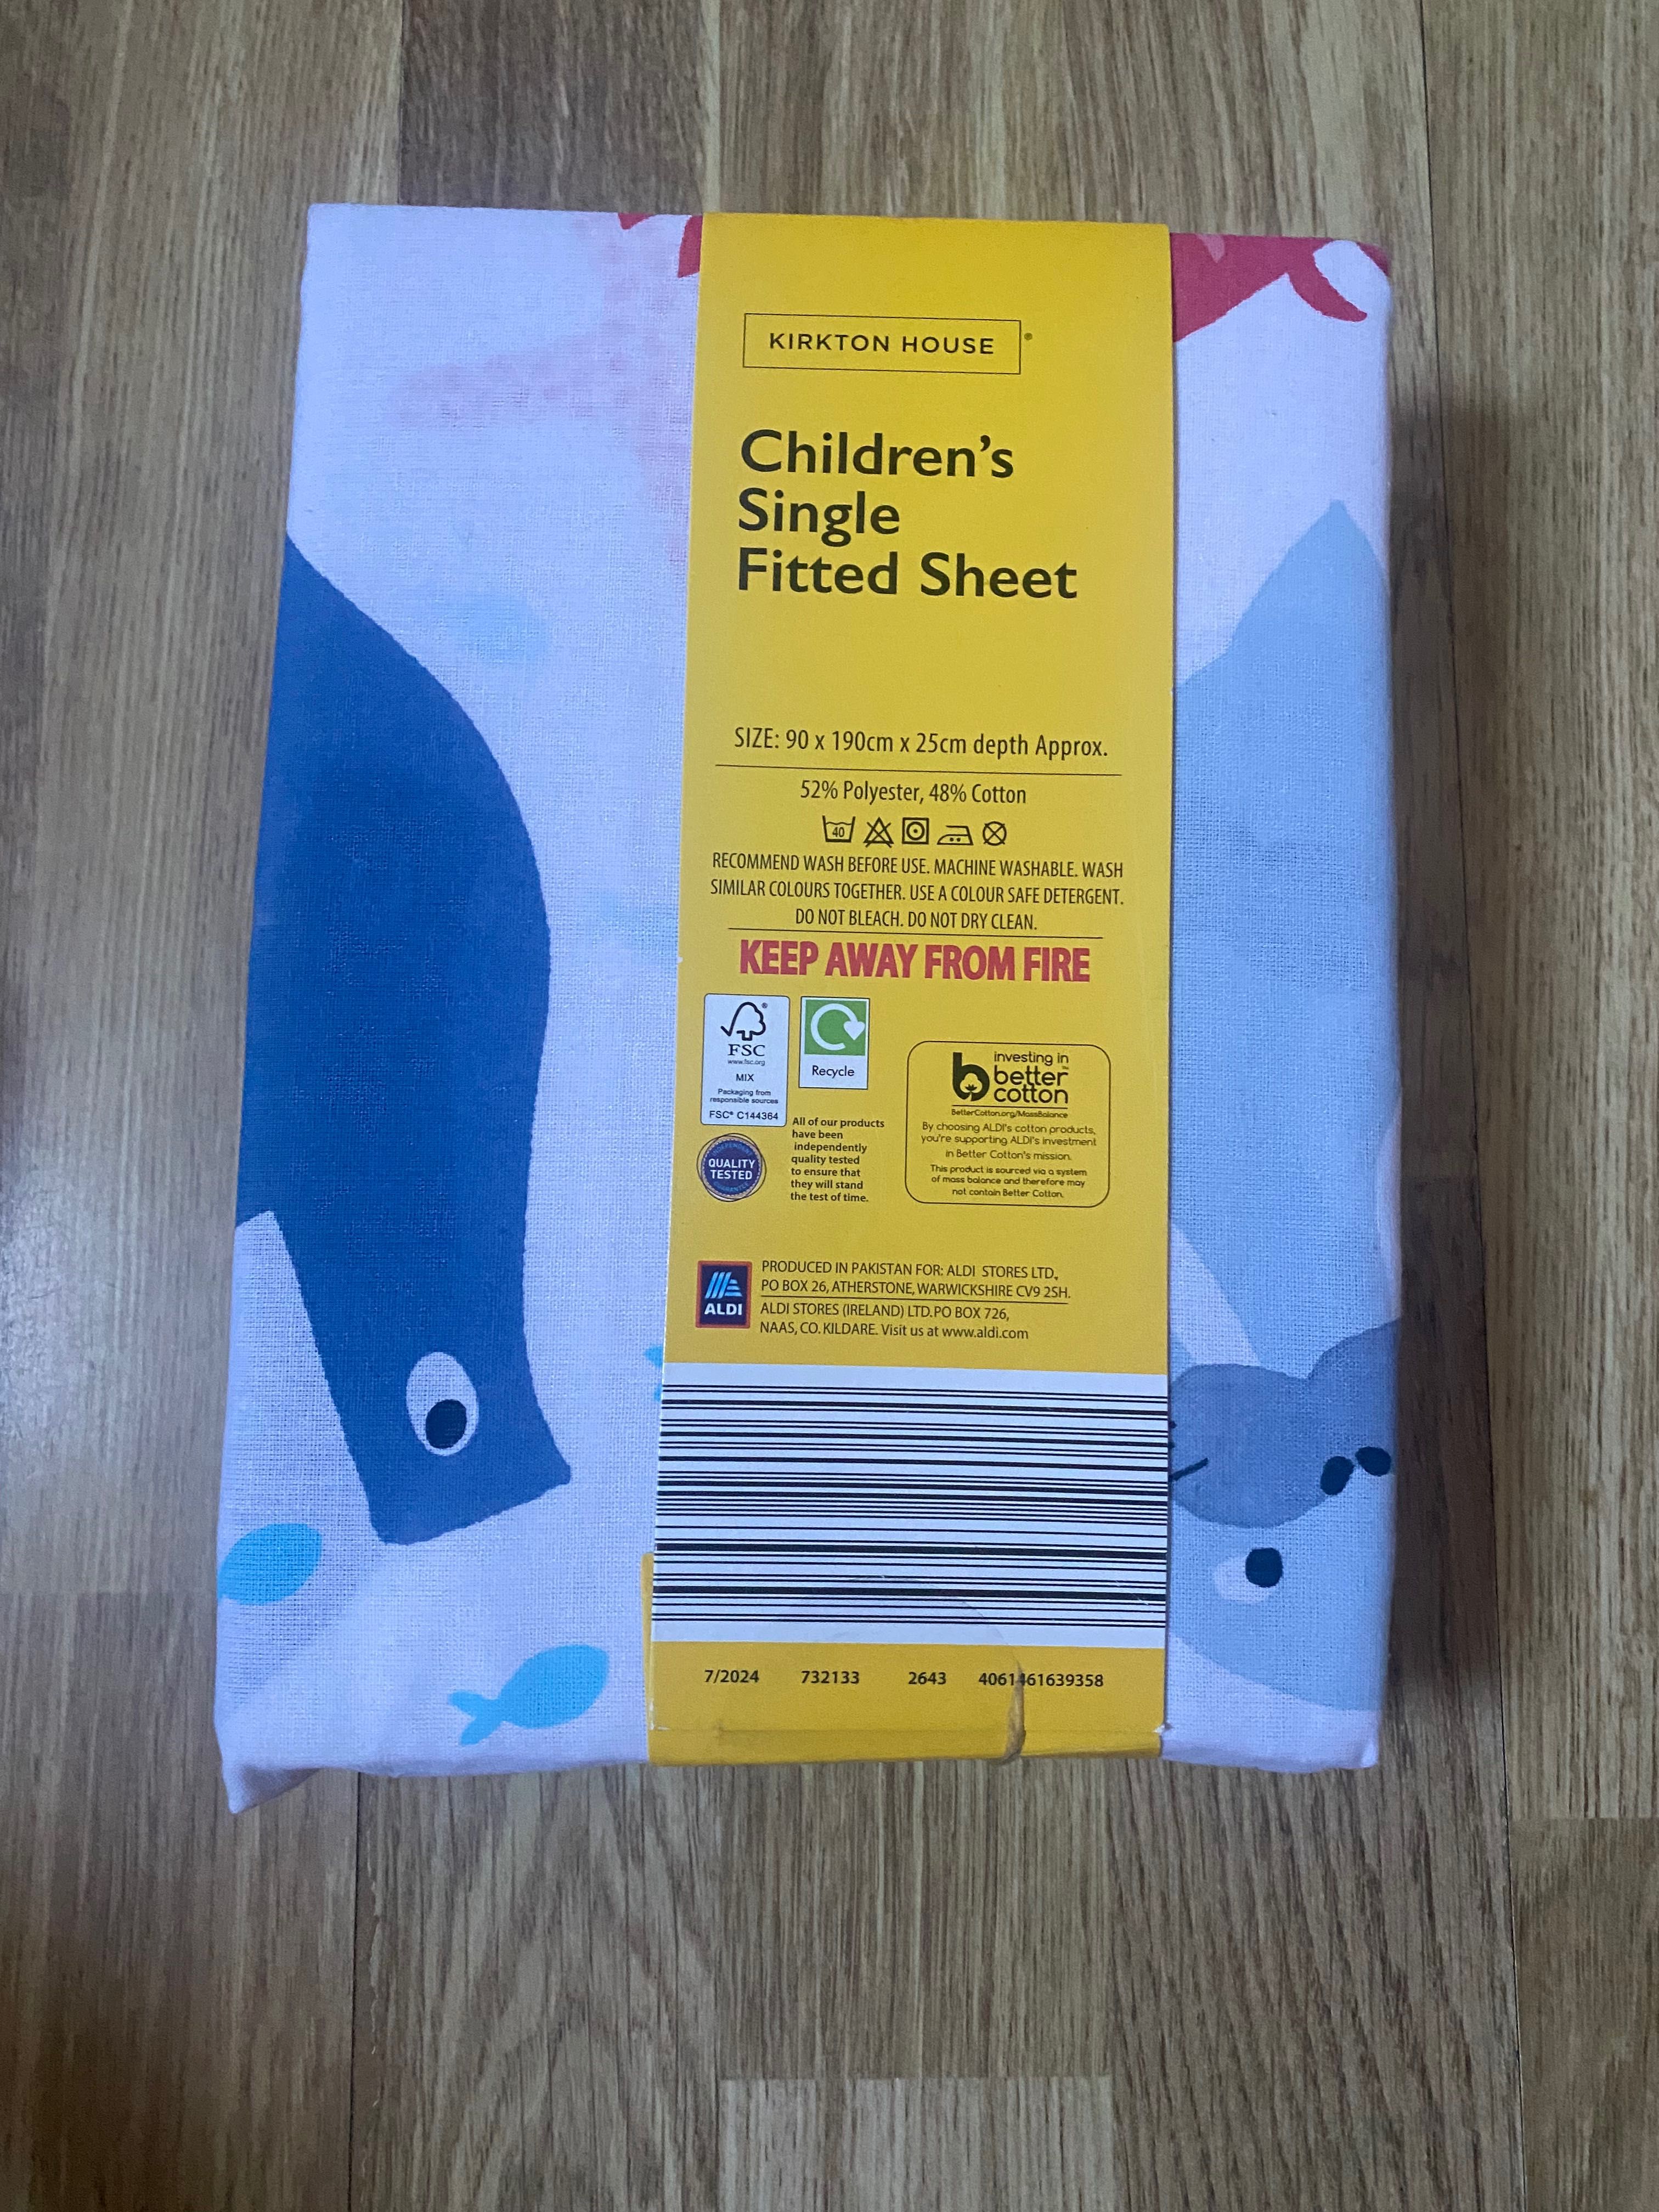 KIRKTON HOUSE®
Children's
Single
Fitted Sheet
SIZE: 90 x 190cm x 25cm depth Approx.
52% Polyester, 48% Cotton
40
RECOMMEND WASH BEFORE USE. MACHINE WASHABLE. WASH
SIMILAR COLOURS TOGETHER. USE A COLOUR SAFE DETERGENT.
DO NOT BLEACH. DO NOT DRY CLEAN.
KEEP AWAY FROM FIRE
FSC
www.fsc.org
MIX
Packaging from
responsible sources
FSC® C144364
Recycle
QUALITY
TESTED
All of our products
have been
independently
quality tested
to ensure that
they will stand
the test of time.
investing in
better
cotton
BetterCotton.org/MassBalance
By choosing ALDI's cotton products,
you're supporting ALDI's investment
in Better Cotton's mission.
This product is sourced via a system
of mass balance and therefore may
not contain Better Cotton.
ALDI
PRODUCED IN PAKISTAN FOR: ALDI STORES LTD.,
PO BOX 26, ATHERSTONE, WARWICKSHIRE CV9 2SH.
ALDI STORES (IRELAND) LTD. PO BOX 726,
NAAS, CO. KILDARE. Visit us at www.aldi.com
7/2024 732133 2643 4061461639358